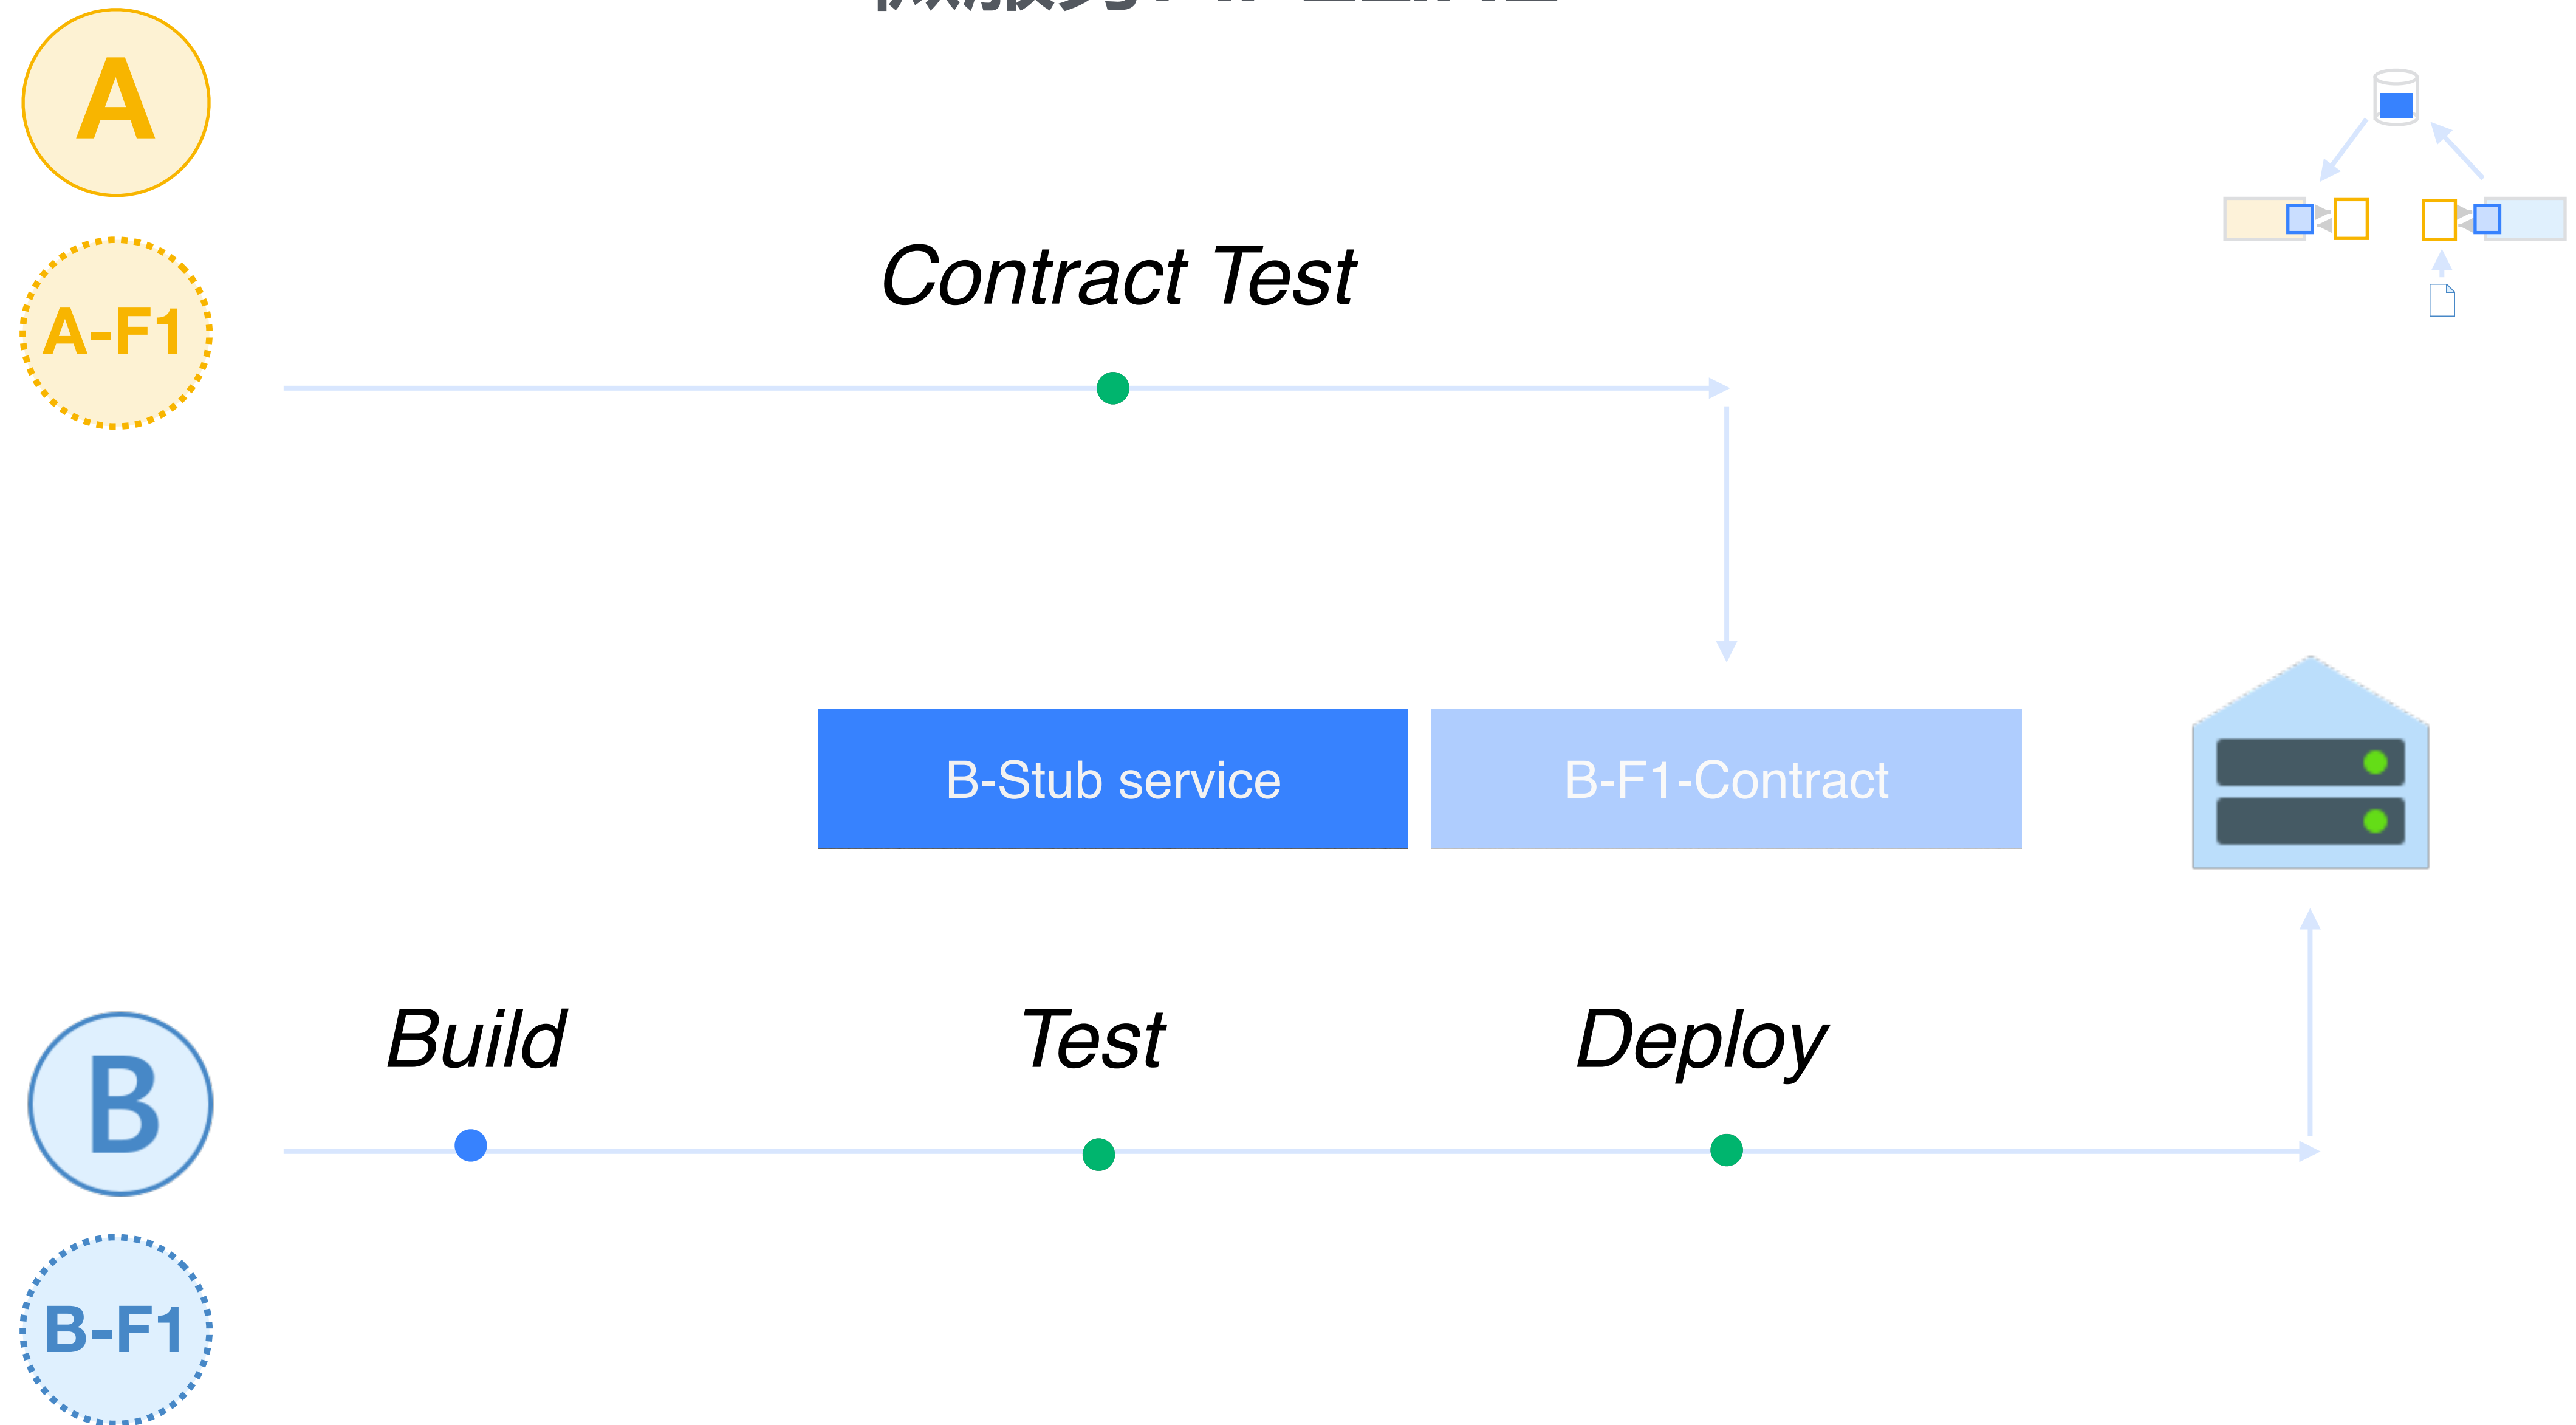 A
A-F1
Contract Test
B-Stub service
B-F1-Contract
Build
Test
Deploy
B
B-F1